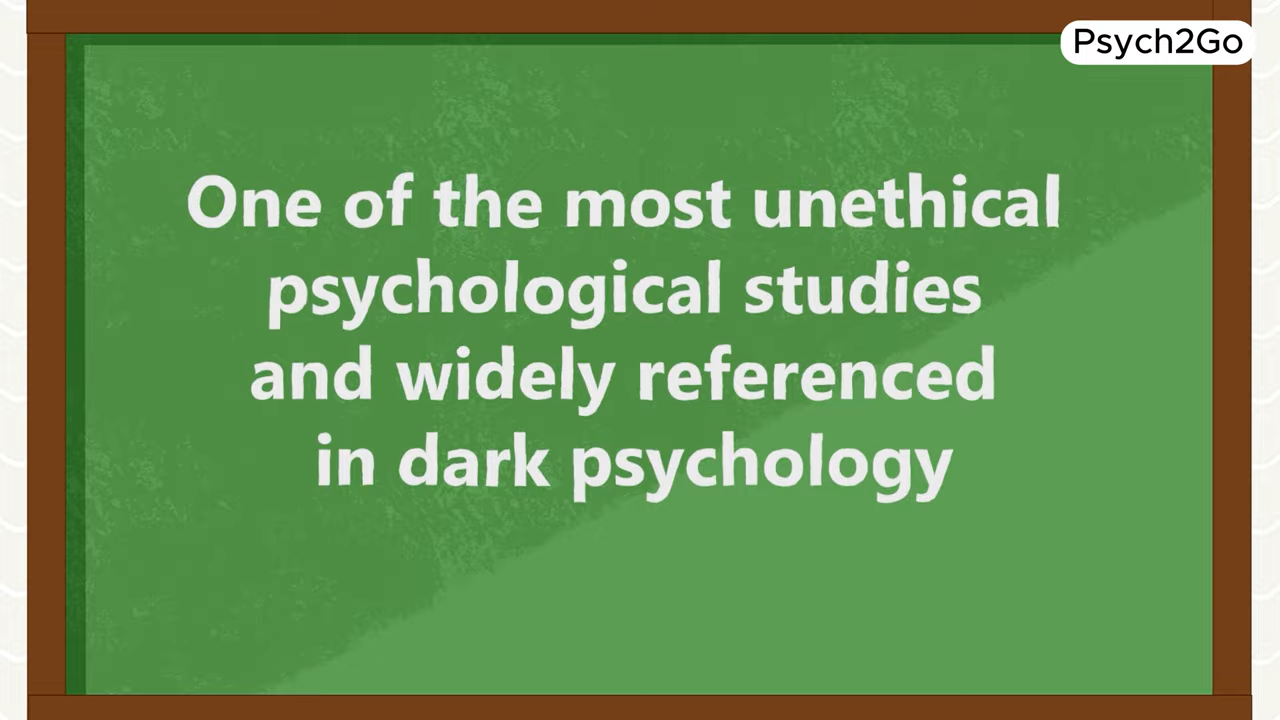 Psych2Go
One of the most unethical
psychological studies
and widely referenced
in dark psychology